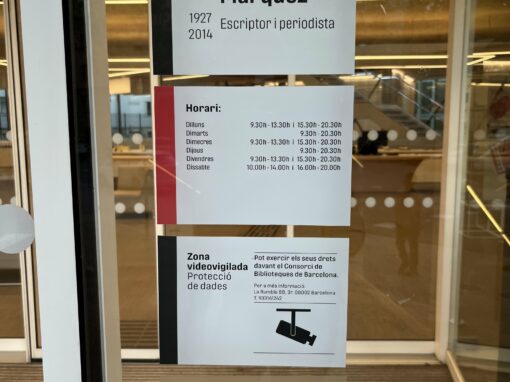 Márquez
1927
2014
Escriptor i periodista
Horari:
Dilluns 9.30h - 13.30h i 15.30h - 20.30h
Dimarts 9.30h - 20.30h
Dimecres 9.30h - 13.30h i 15.30h - 20.30h
Dijous 9.30h - 20.30h
Divendres 9.30h - 13.30h i 15.30h - 20.30h
Dissabte 10.00h - 14.00h i 16.00h - 20.00h
Zona
videovigilada
Protecció
de dades
Pot exercir els seus drets
davant el Consorci de
Biblioteques de Barcelona.
Per a més informació
La Rambla 88, 3r 08002 Barcelona